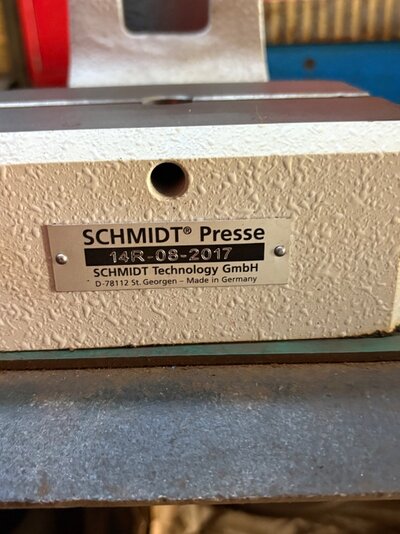 SCHMIDT® Presse
14R-08-2017
SCHMIDT Technology GmbH
D-78112 St. Georgen – Made in Germany